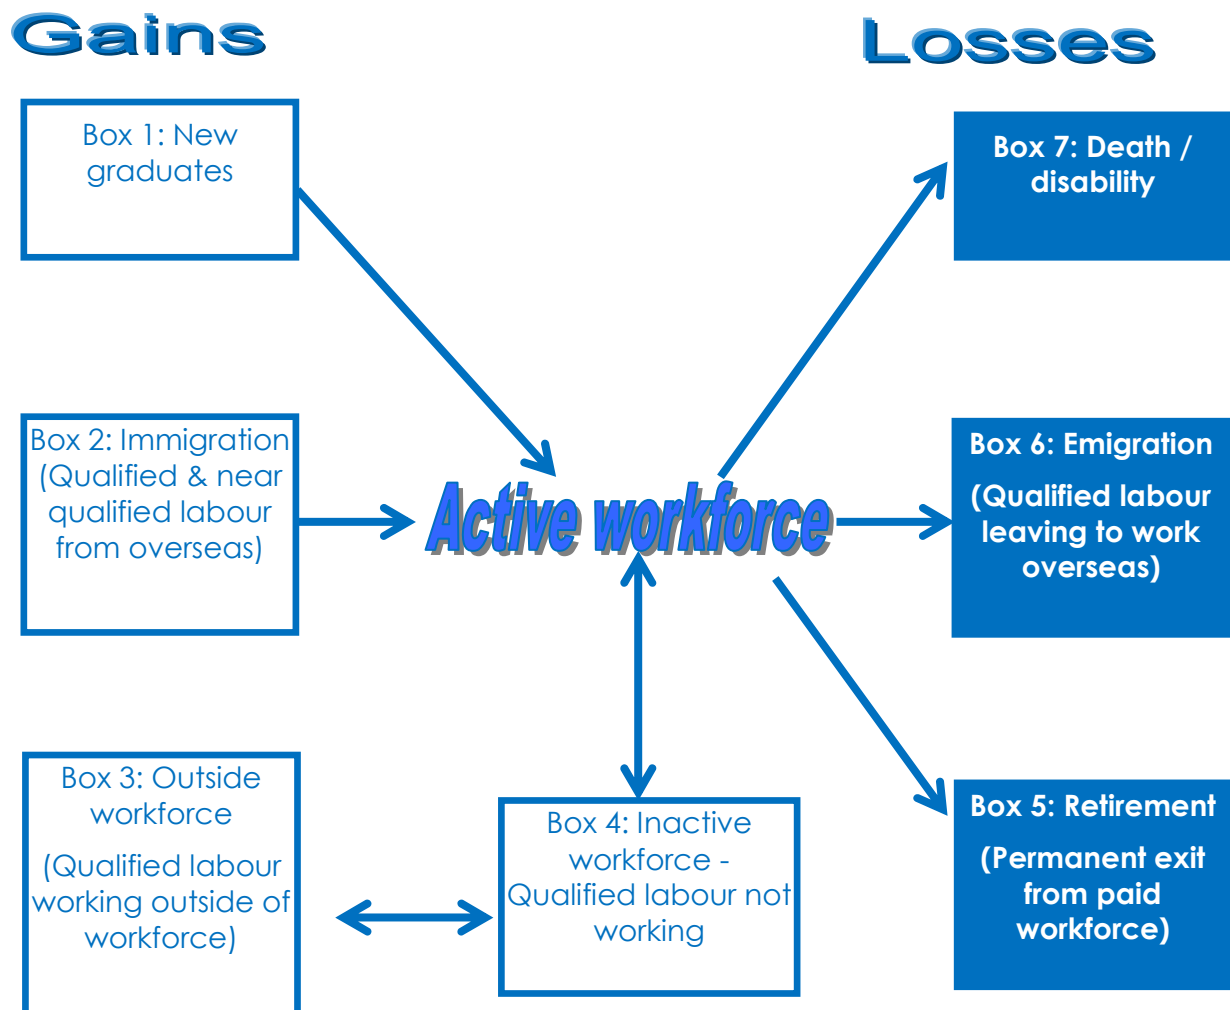 Gains
Losses
Box 1: New
graduates
Box 7: Death /
disability
Box 2: Immigration
(Qualified & near
qualified labour
from overseas)
Active workforce
Box 6: Emigration
(Qualified labour
leaving to work
overseas)
Box 3: Outside
workforce
(Qualified labour
working outside of
workforce)
Box 4: Inactive
workforce -
Qualified labour not
working
Box 5: Retirement
(Permanent exit
from paid
workforce)